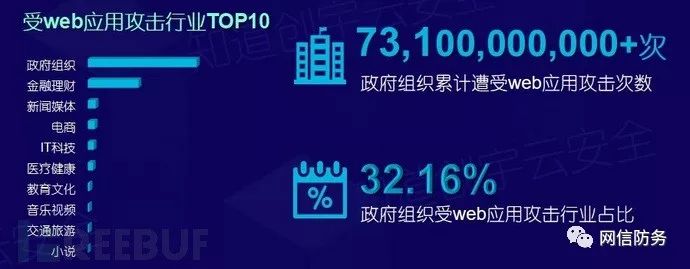 受web应用攻击行业TOP10
政府组织
金融理财
新闻媒体
电商
IT科技
医疗健康
教育文化
音乐视频
交通旅游
小说
73,100,000,000+次
政府组织累计遭受web应用攻击次数
%
32.16%
政府组织受web应用攻击行业占比
REEBUF
网信防务